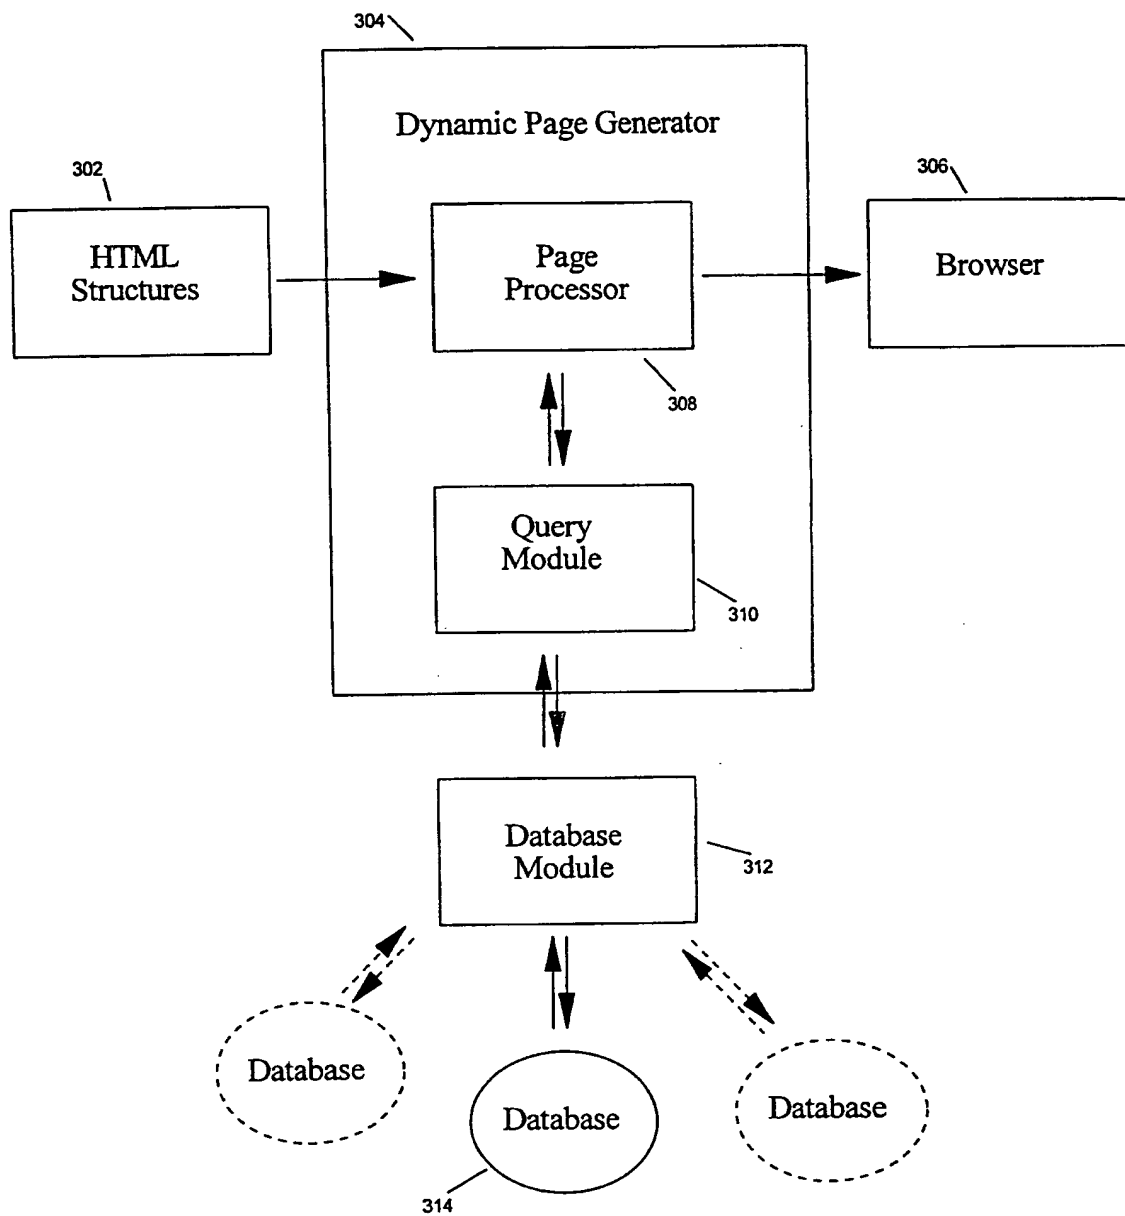 304
Dynamic Page Generator
302
306
HTML
Structures
Page
Processor
Browser
308
Query
Module
310
Database
Module
312
Database
Database
Database
314